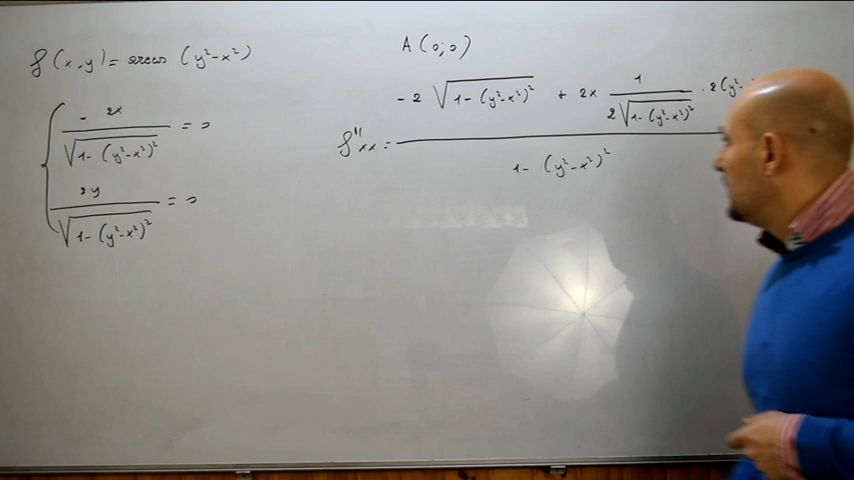 f(x,y) = arcsen (y²-x²)
A(0;0)
{ - 2x / √(1-(y²-x²)²) = 0
2y / √(1-(y²-x²)²) = 0
f''xx = -2 √(1-(y²-x²)²) + 2x 1 / 2√(1-(y²-x²)²) · 2(y²-
1-(y²-x²)²